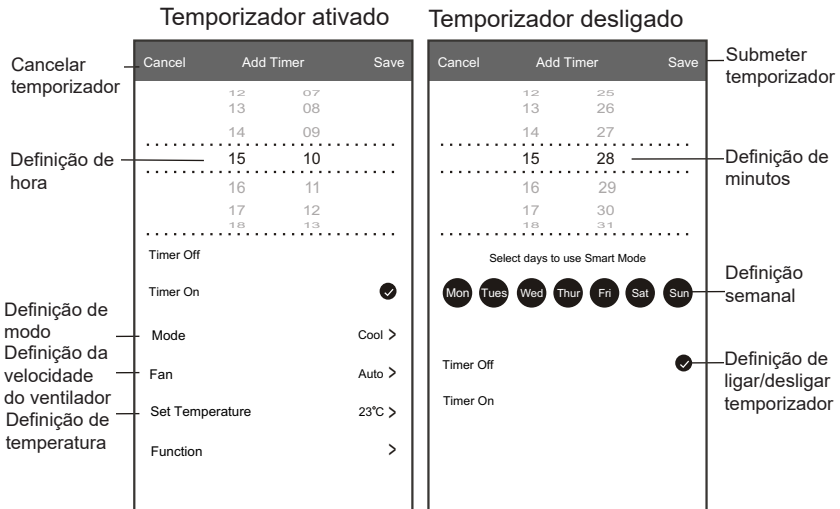 Temporizador ativado
Temporizador desligado
Cancelar
temporizador
Cancel Add Timer Save
12 07
13 08
14 09
15 10
16 11
17 12
18 13
Definição de
hora
Timer Off
Timer On
Mode Cool >
Fan Auto >
Set Temperature 23°C >
Function >
Definição de
modo
Definição da
velocidade
do ventilador
Definição de
temperatura
Cancel Add Timer Save
12 25
13 26
14 27
15 28
16 29
17 30
18 31
Select days to use Smart Mode
Mon Tues Wed Thur Fri Sat Sun
Timer Off
Timer On
Submeter
temporizador
Definição de
minutos
Definição
semanal
Definição de
ligar/desligar
temporizador